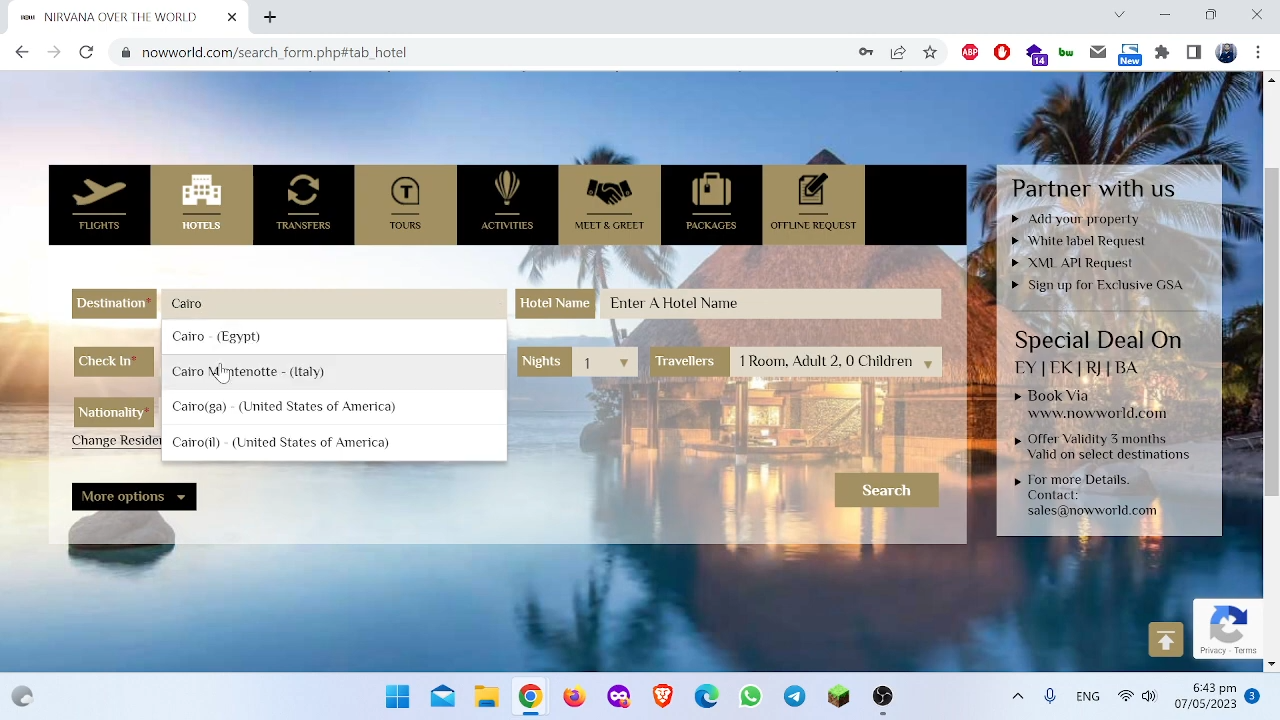 now NIRVANA OVER THE WORLD
nowworld.com/search_form.php#tab_hotel
ABP
14
bw
New
FLIGHTS
HOTELS
TRANSFERS
T
TOURS
ACTIVITIES
MEET & GREET
PACKAGES
OFFLINE REQUEST
Destination*
Cairo
Hotel Name
Enter A Hotel Name
Cairo - (Egypt)
Cairo Montenotte - (Italy)
Cairo(ga) - (United States of America)
Cairo(il) - (United States of America)
Check In*
Nights
1
Travellers
1 Room, Adult 2, 0 Children
Nationality*
Change Residen
More options
Search
Partner with us
Add your property
White label Request
XML API Request
Sign up for Exclusive GSA
Special Deal On
EY | EK | RJ | BA
Book Via
www.nowworld.com
Offer Validity 3 months
Valid on select destinations
For more Details.
Contact:
sales@nowworld.com
Privacy - Terms
ENG
6:43 pm
07/05/2023
3